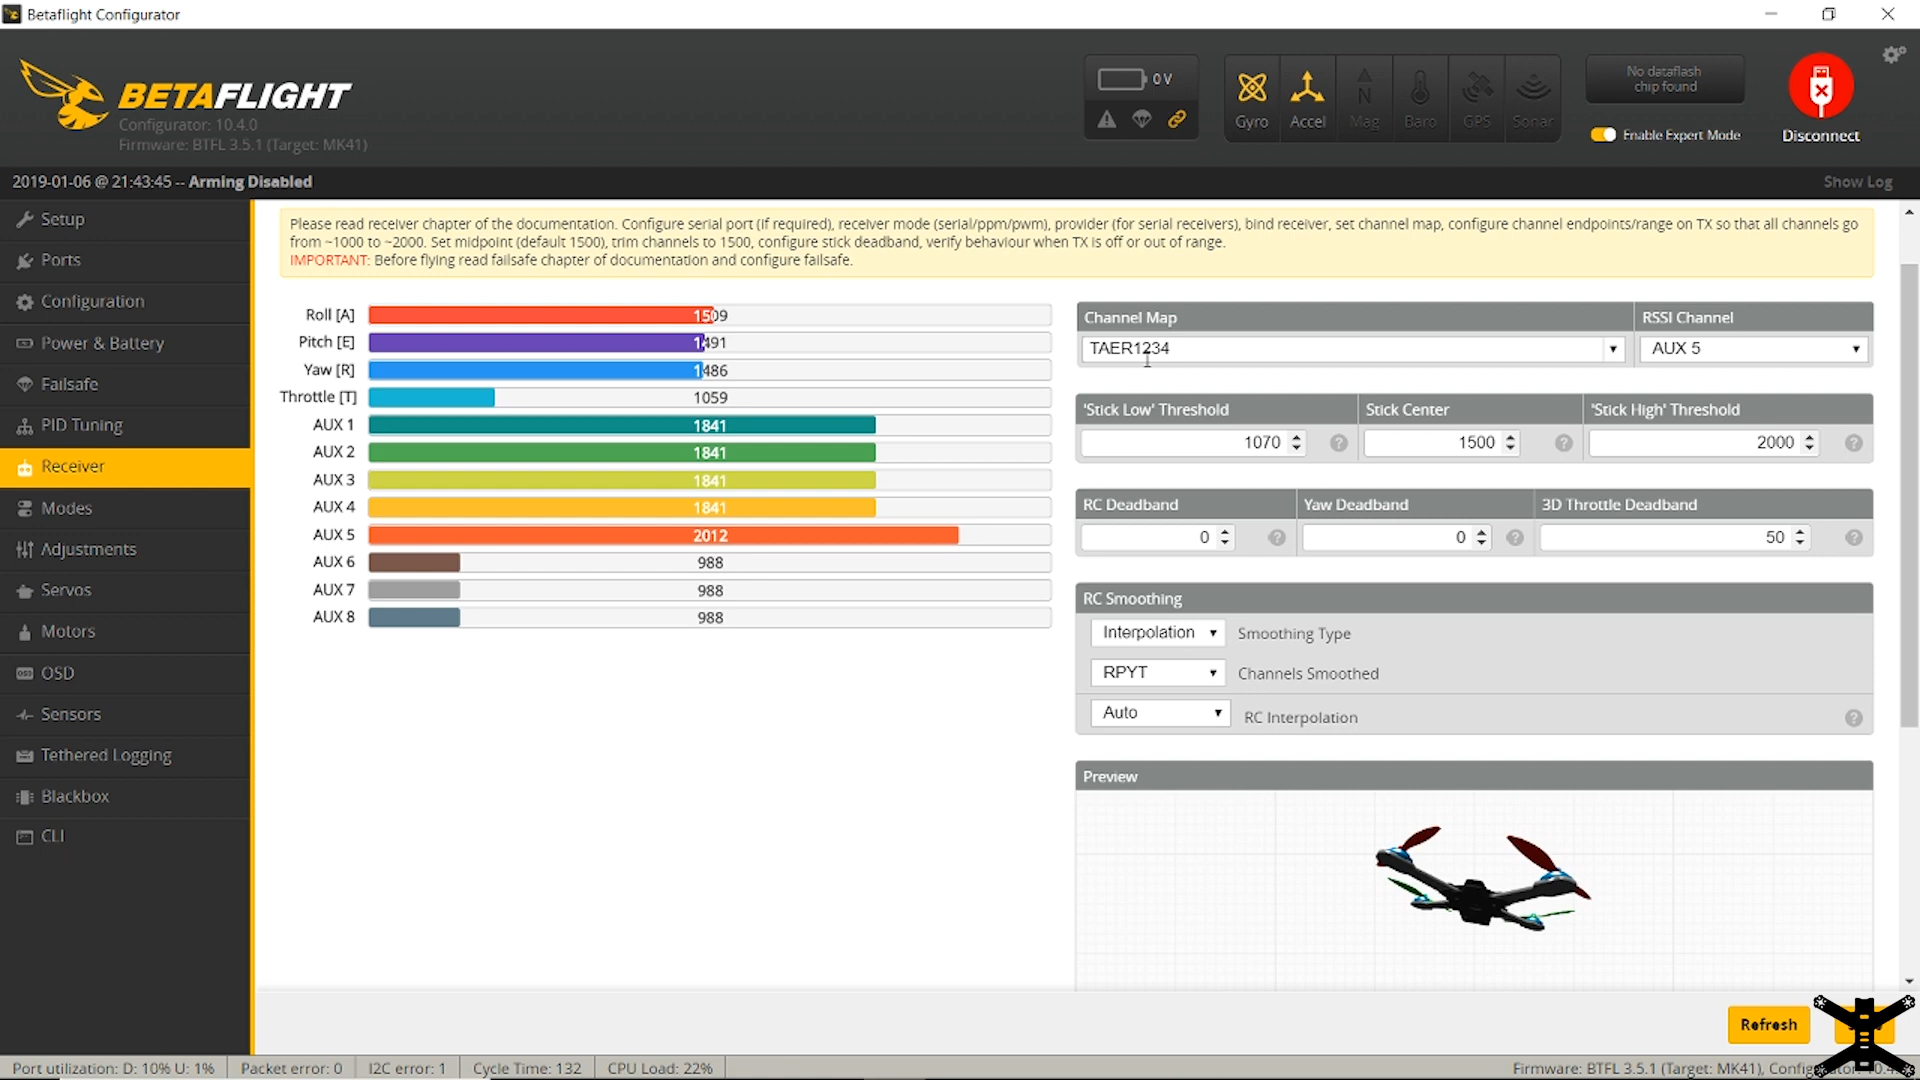 Betaflight Configurator
BETAFLIGHT
Configurator: 10.4.0
Firmware: BTFL 3.5.1 (Target: MK41)
0 V
Gyro
Accel
Mag
Baro
GPS
Sonar
No dataflash
chip found
Enable Expert Mode
Disconnect
2019-01-06 @ 21:43:45 -- Arming Disabled
Show Log
Setup
Ports
Configuration
Power & Battery
Failsafe
PID Tuning
Receiver
Modes
Adjustments
Servos
Motors
OSD
Sensors
Tethered Logging
Blackbox
CLI
Please read receiver chapter of the documentation. Configure serial port (if required), receiver mode (serial/ppm/pwm), provider (for serial receivers), bind receiver, set channel map, configure channel endpoints/range on TX so that all channels go
from ~1000 to ~2000. Set midpoint (default 1500), trim channels to 1500, configure stick deadband, verify behaviour when TX is off or out of range.
IMPORTANT: Before flying read failsafe chapter of documentation and configure failsafe.
Roll [A] 1509
Pitch [E] 1491
Yaw [R] 1486
Throttle [T] 1059
AUX 1 1841
AUX 2 1841
AUX 3 1841
AUX 4 1841
AUX 5 2012
AUX 6 988
AUX 7 988
AUX 8 988
Channel Map RSSI Channel
TAER1234 AUX 5
'Stick Low' Threshold Stick Center 'Stick High' Threshold
1070 1500 2000
RC Deadband Yaw Deadband 3D Throttle Deadband
0 0 50
RC Smoothing
Interpolation Smoothing Type
RPYT Channels Smoothed
Auto RC Interpolation
Preview
Refresh
Port utilization: D: 10% U: 1% Packet error: 0 I2C error: 1 Cycle Time: 132 CPU Load: 22% Firmware: BTFL 3.5.1 (Target: MK41),